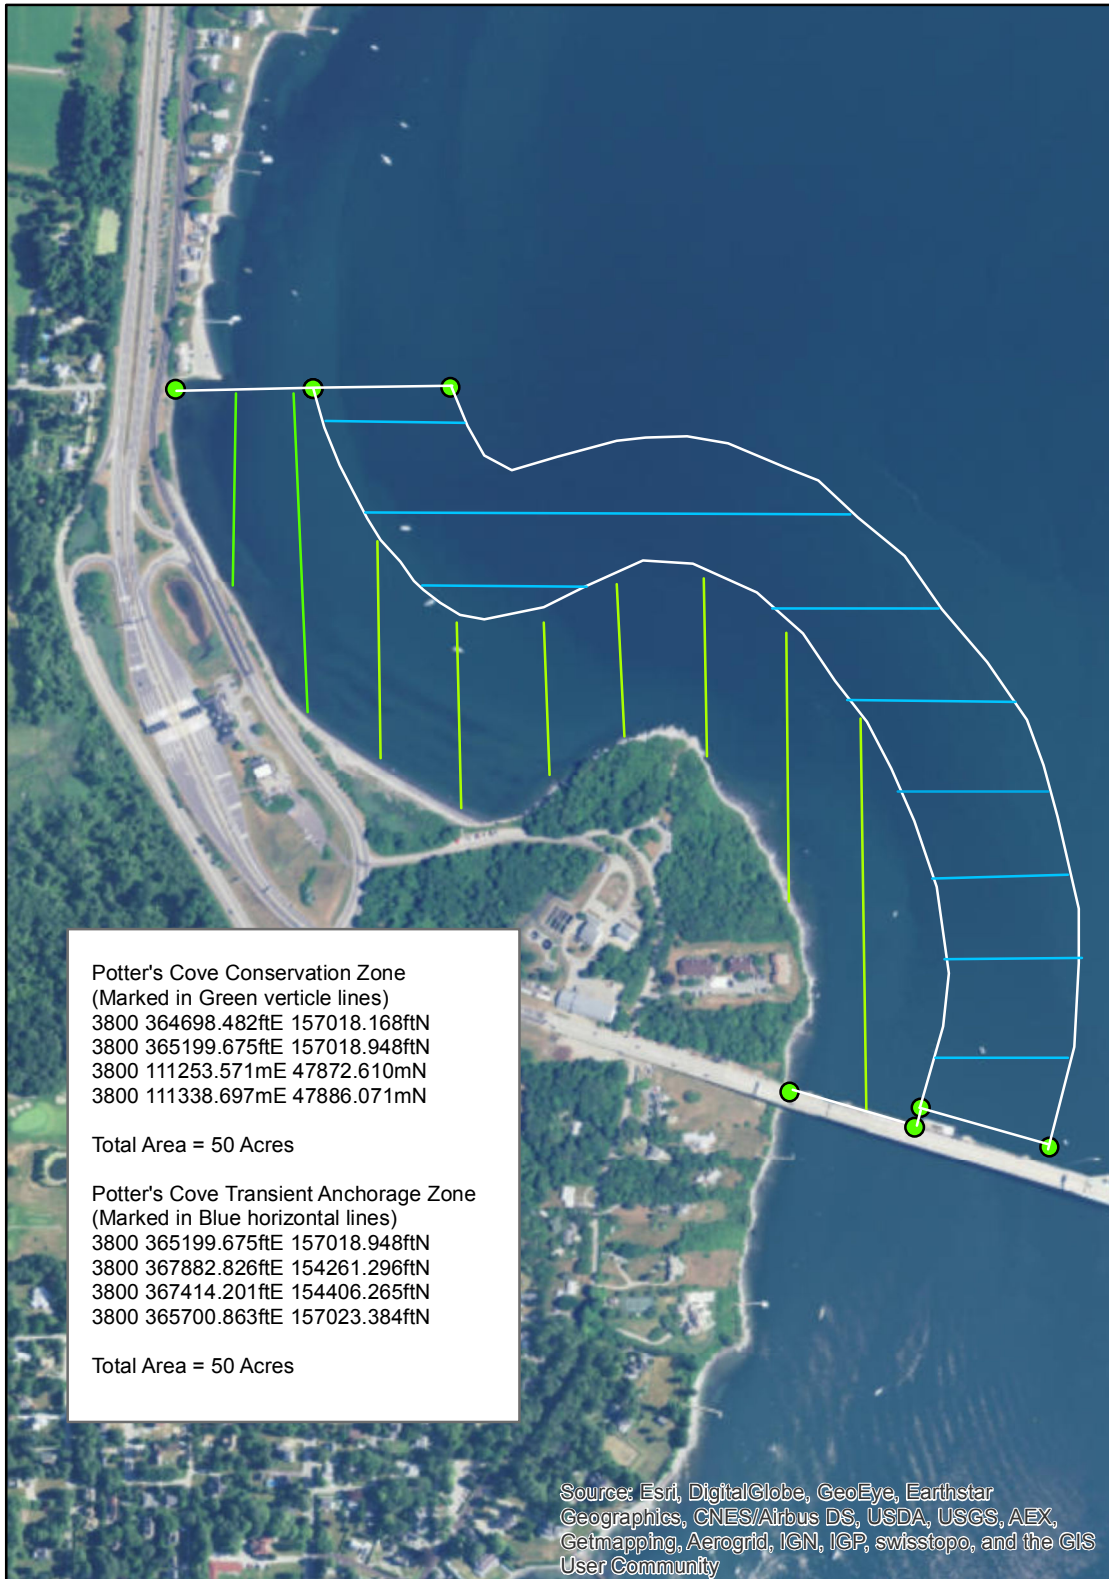 Potter's Cove Conservation Zone
(Marked in Green verticle lines)
3800 364698.482ftE 157018.168ftN
3800 365199.675ftE 157018.948ftN
3800 111253.571mE 47872.610mN
3800 111338.697mE 47886.071mN
Total Area = 50 Acres
Potter's Cove Transient Anchorage Zone
(Marked in Blue horizontal lines)
3800 365199.675ftE 157018.948ftN
3800 367882.826ftE 154261.296ftN
3800 367414.201ftE 154406.265ftN
3800 365700.863ftE 157023.384ftN
Total Area = 50 Acres
Source: Esri, DigitalGlobe, GeoEye, Earthstar
Geographics, CNES/Airbus DS, USDA, USGS, AEX,
Getmapping, Aerogrid, IGN, IGP, swisstopo, and the GIS
User Community